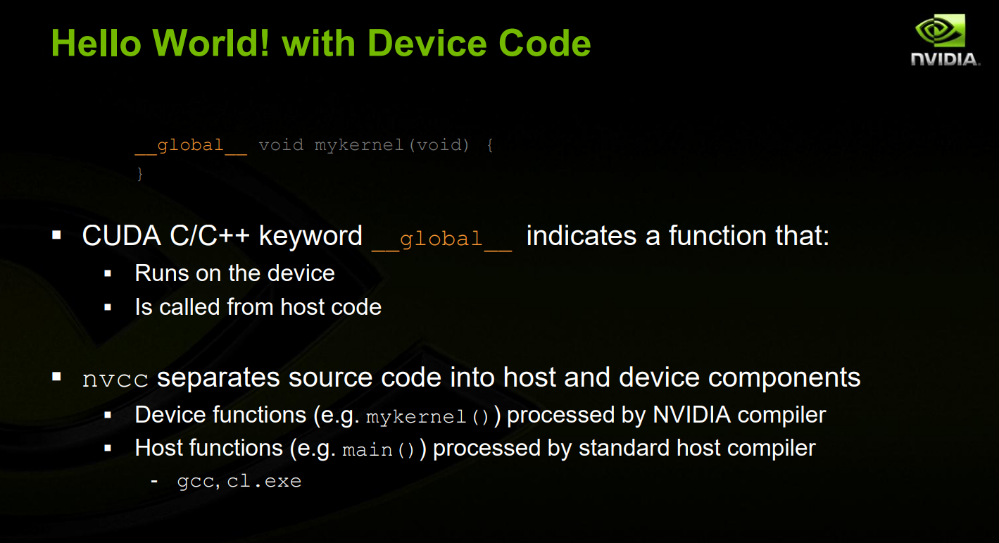 Hello World! with Device Code
NVIDIA.
__global__ void mykernel(void) {
}
▪ CUDA C/C++ keyword __global__ indicates a function that:
▪ Runs on the device
▪ Is called from host code
▪ nvcc separates source code into host and device components
▪ Device functions (e.g. mykernel()) processed by NVIDIA compiler
▪ Host functions (e.g. main()) processed by standard host compiler
- gcc, cl.exe